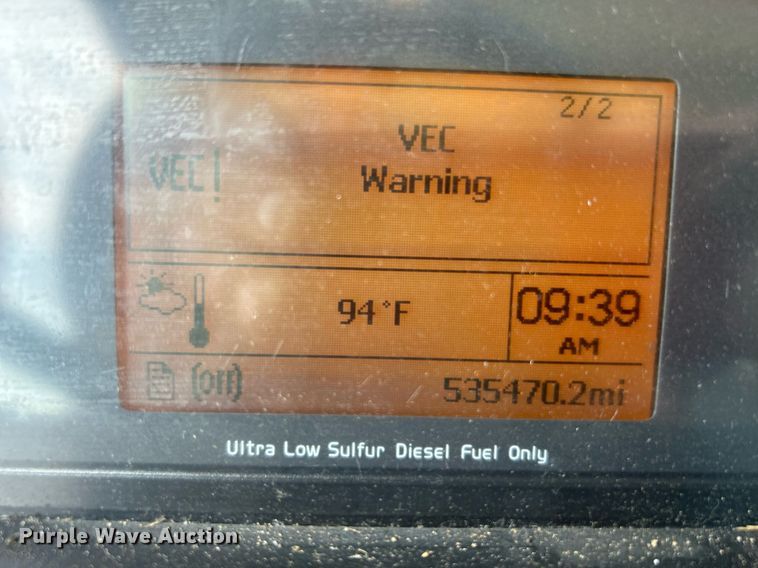 2/2
VEC
VEC!
Warning
94°F
09:39
AM
(off)
535470.2mi
Ultra Low Sulfur Diesel Fuel Only
Purple Wave Auction®